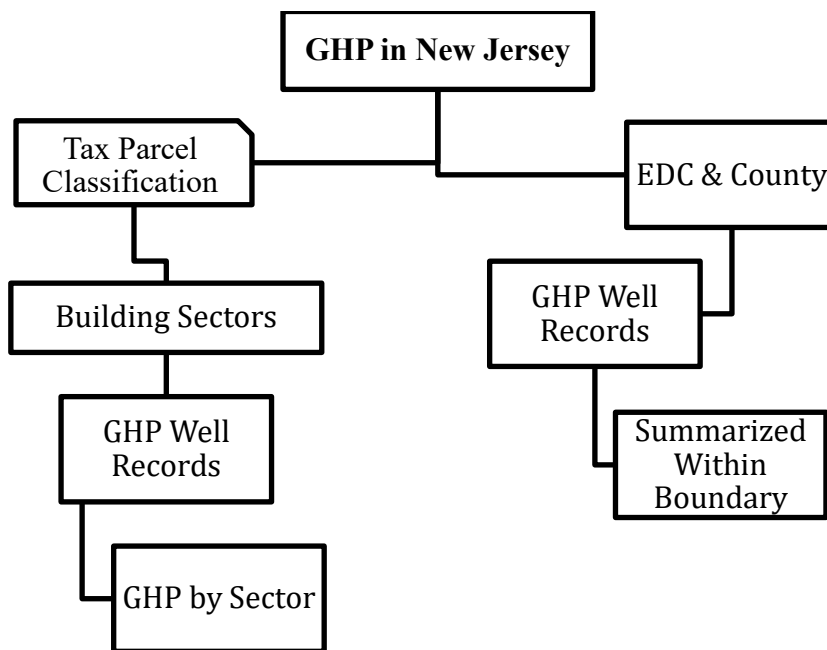 GHP in New Jersey
Tax Parcel
Classification
EDC & County
Building Sectors
GHP Well
Records
GHP Well
Records
Summarized
Within
Boundary
GHP by Sector